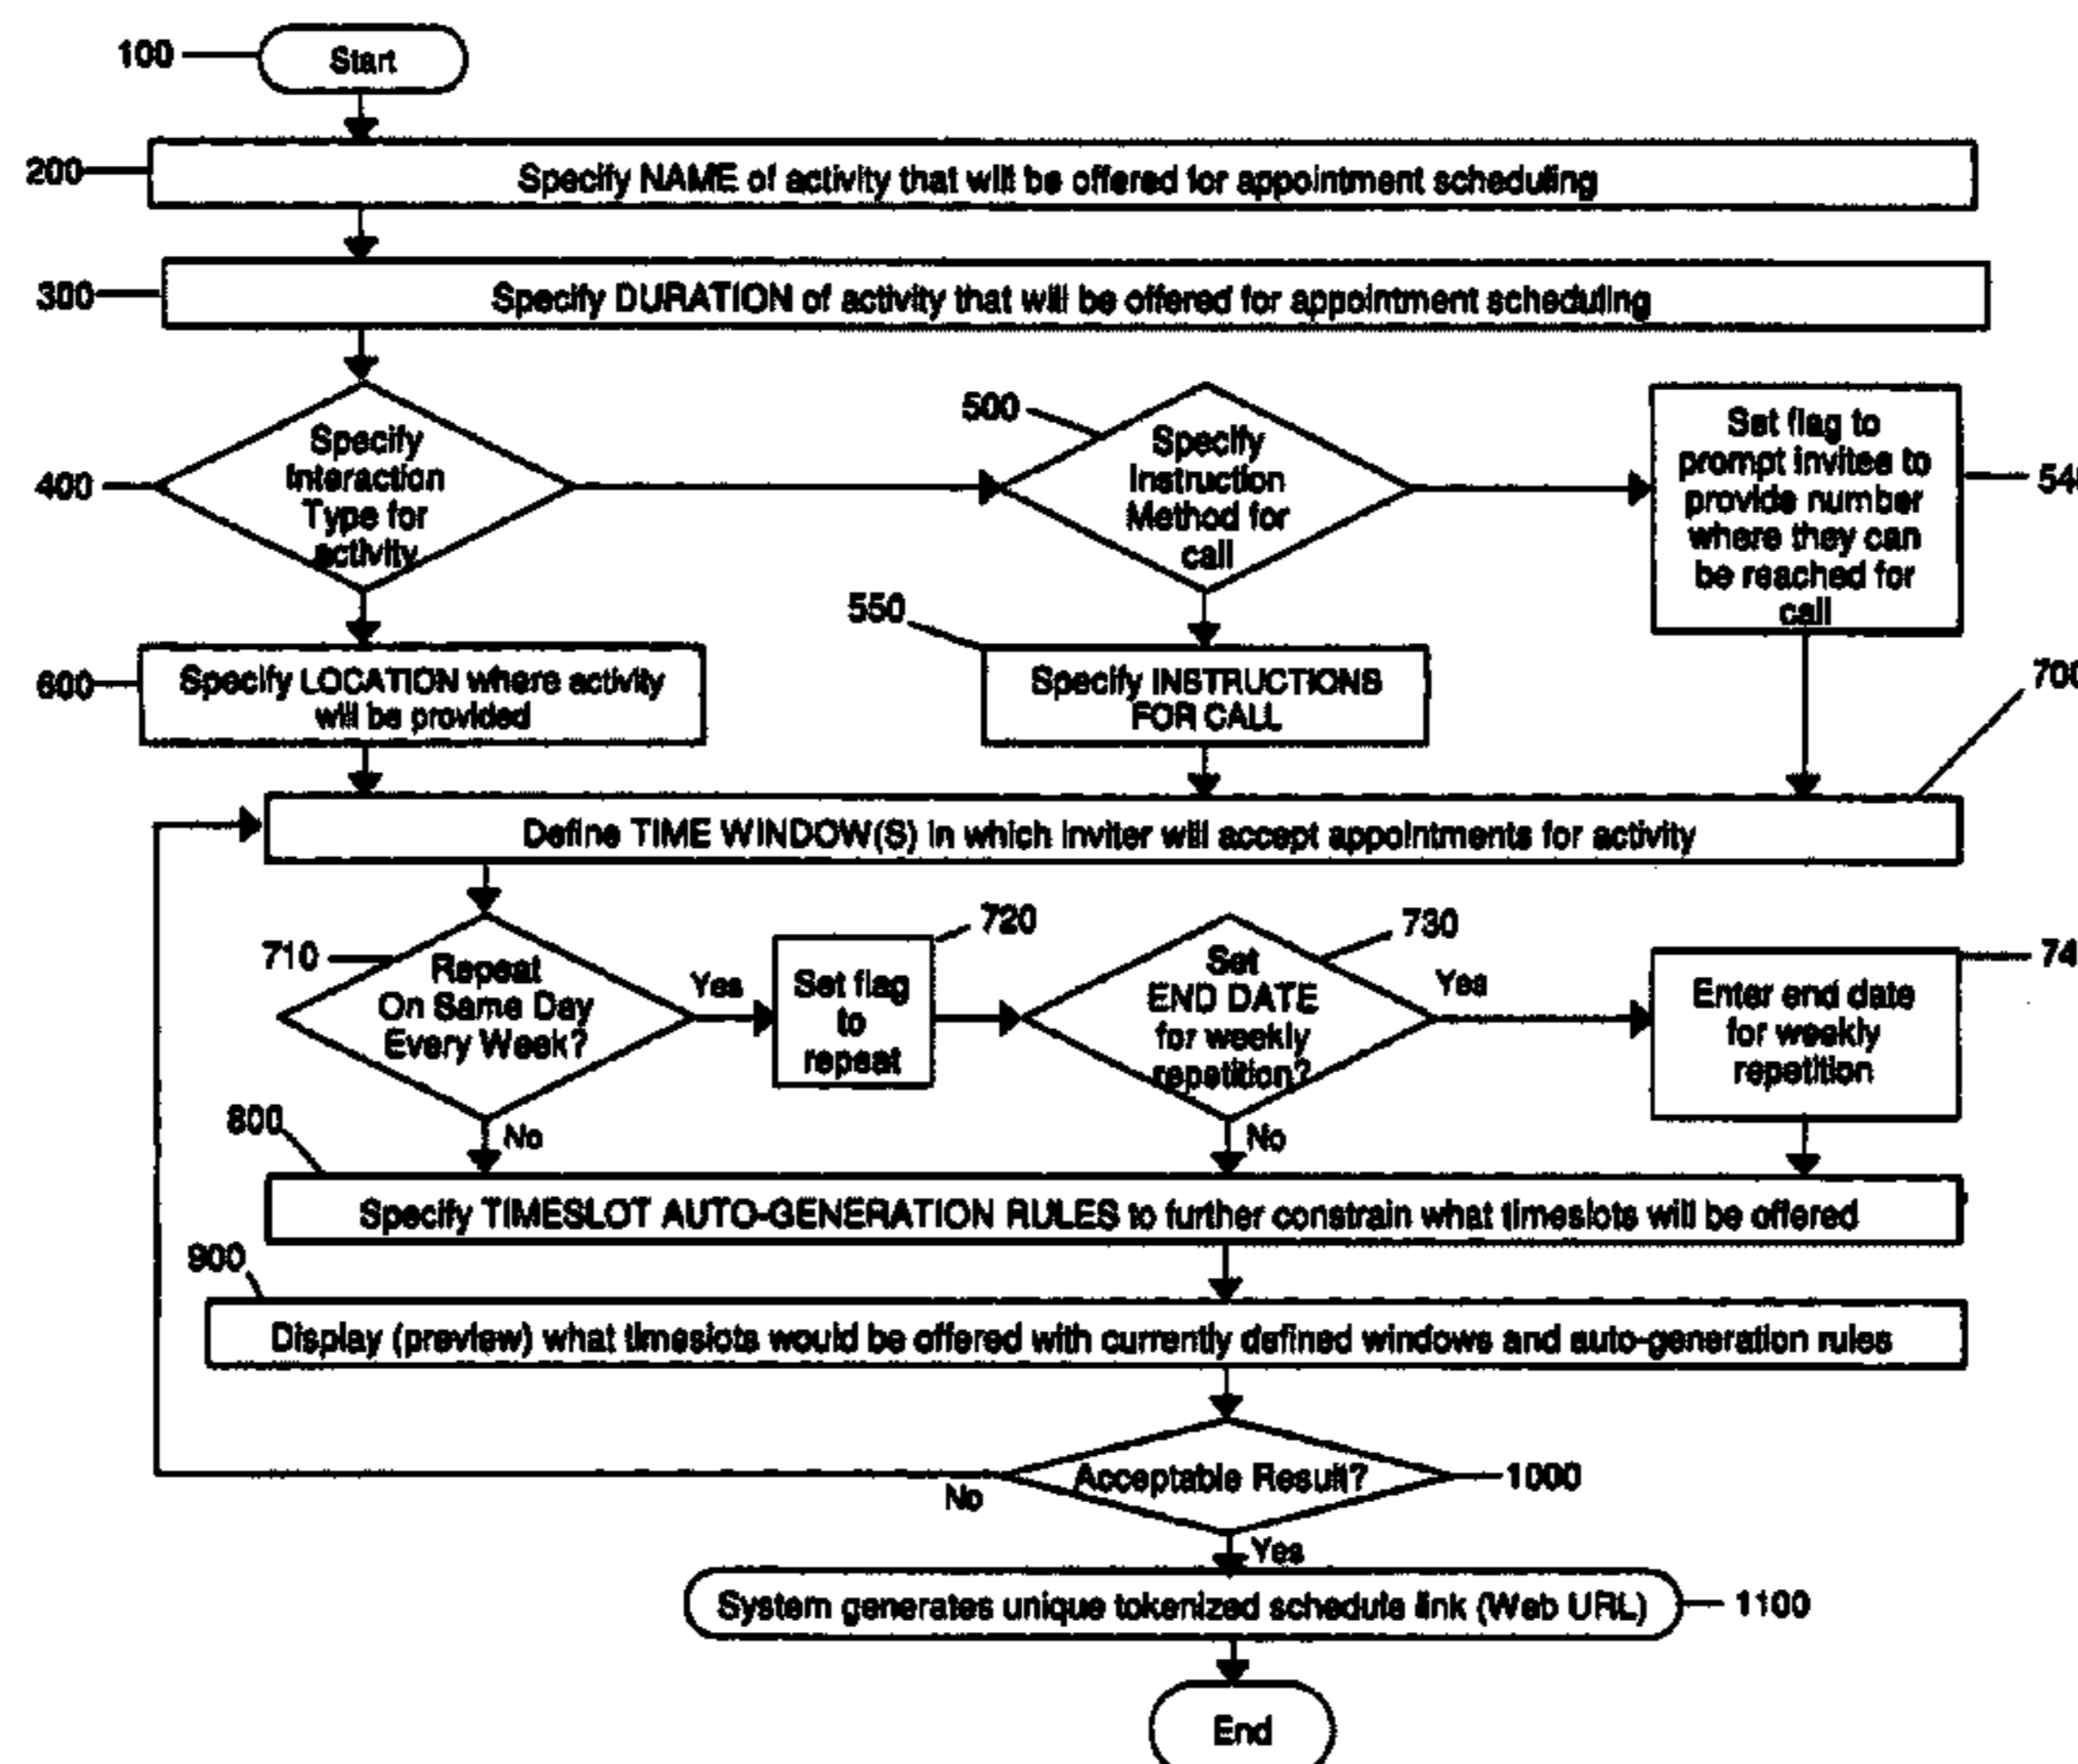 100
Start
200
Specify NAME of activity that will be offered for appointment scheduling
300
Specify DURATION of activity that will be offered for appointment scheduling
400
Specify
Interaction
Type for
activity
500
Specify
Instruction
Method for
call
Set flag to
prompt invitee to
provide number
where they can
be reached for
call
54
550
600
Specify LOCATION where activity
will be provided
Specify INSTRUCTIONS
FOR CALL
700
Define TIME WINDOW(S) in which inviter will accept appointments for activity
710
Repeat
On Same Day
Every Week?
Yes
720
Set flag
to
repeat
730
Set
END DATE
for weekly
repetition?
Yes
74
Enter end date
for weekly
repetition
800
No
No
Specify TIMESLOT AUTO-GENERATION RULES to further constrain what timeslots will be offered
900
Display (preview) what timeslots would be offered with currently defined windows and auto-generation rules
Acceptable Result?
1000
No
Yes
System generates unique tokenized schedule link (Web URL)
1100
End